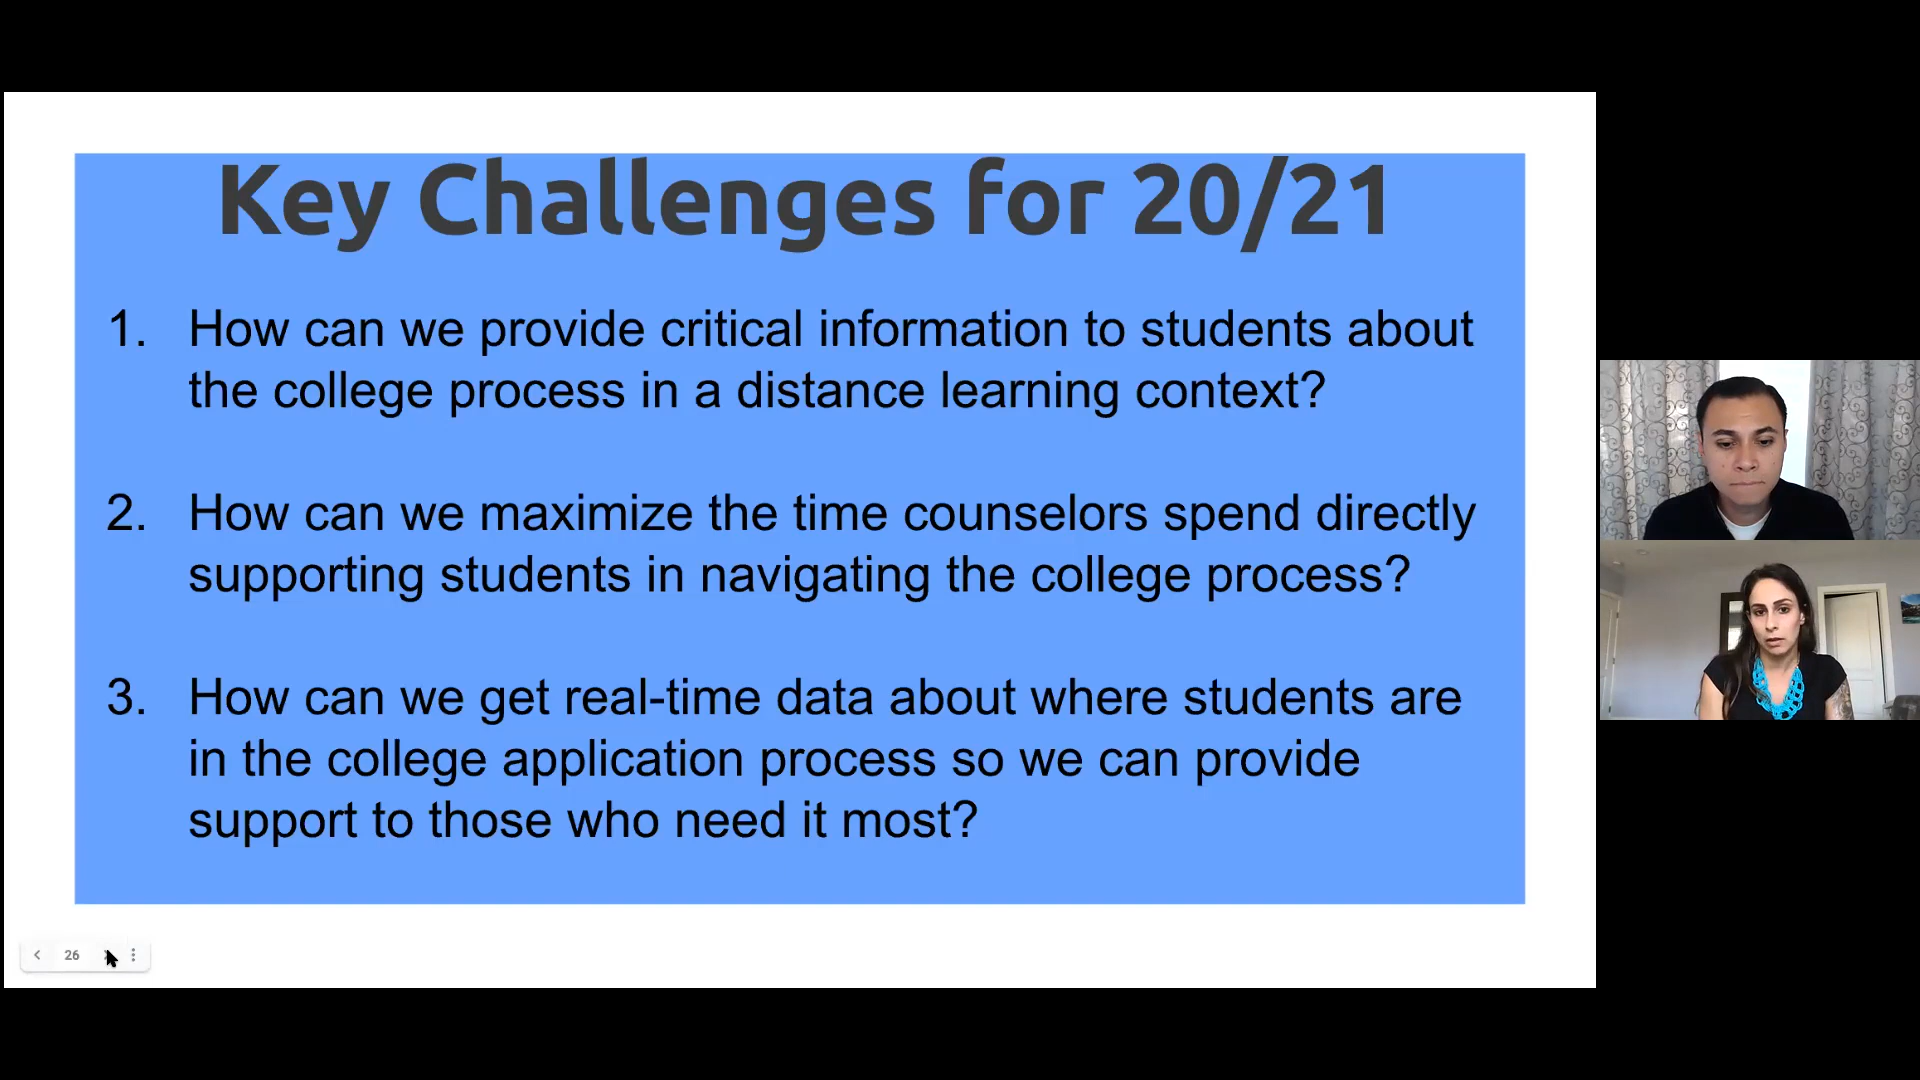 Key Challenges for 20/21
1. How can we provide critical information to students about
the college process in a distance learning context?
2. How can we maximize the time counselors spend directly
supporting students in navigating the college process?
3. How can we get real-time data about where students are
in the college application process so we can provide
support to those who need it most?
26